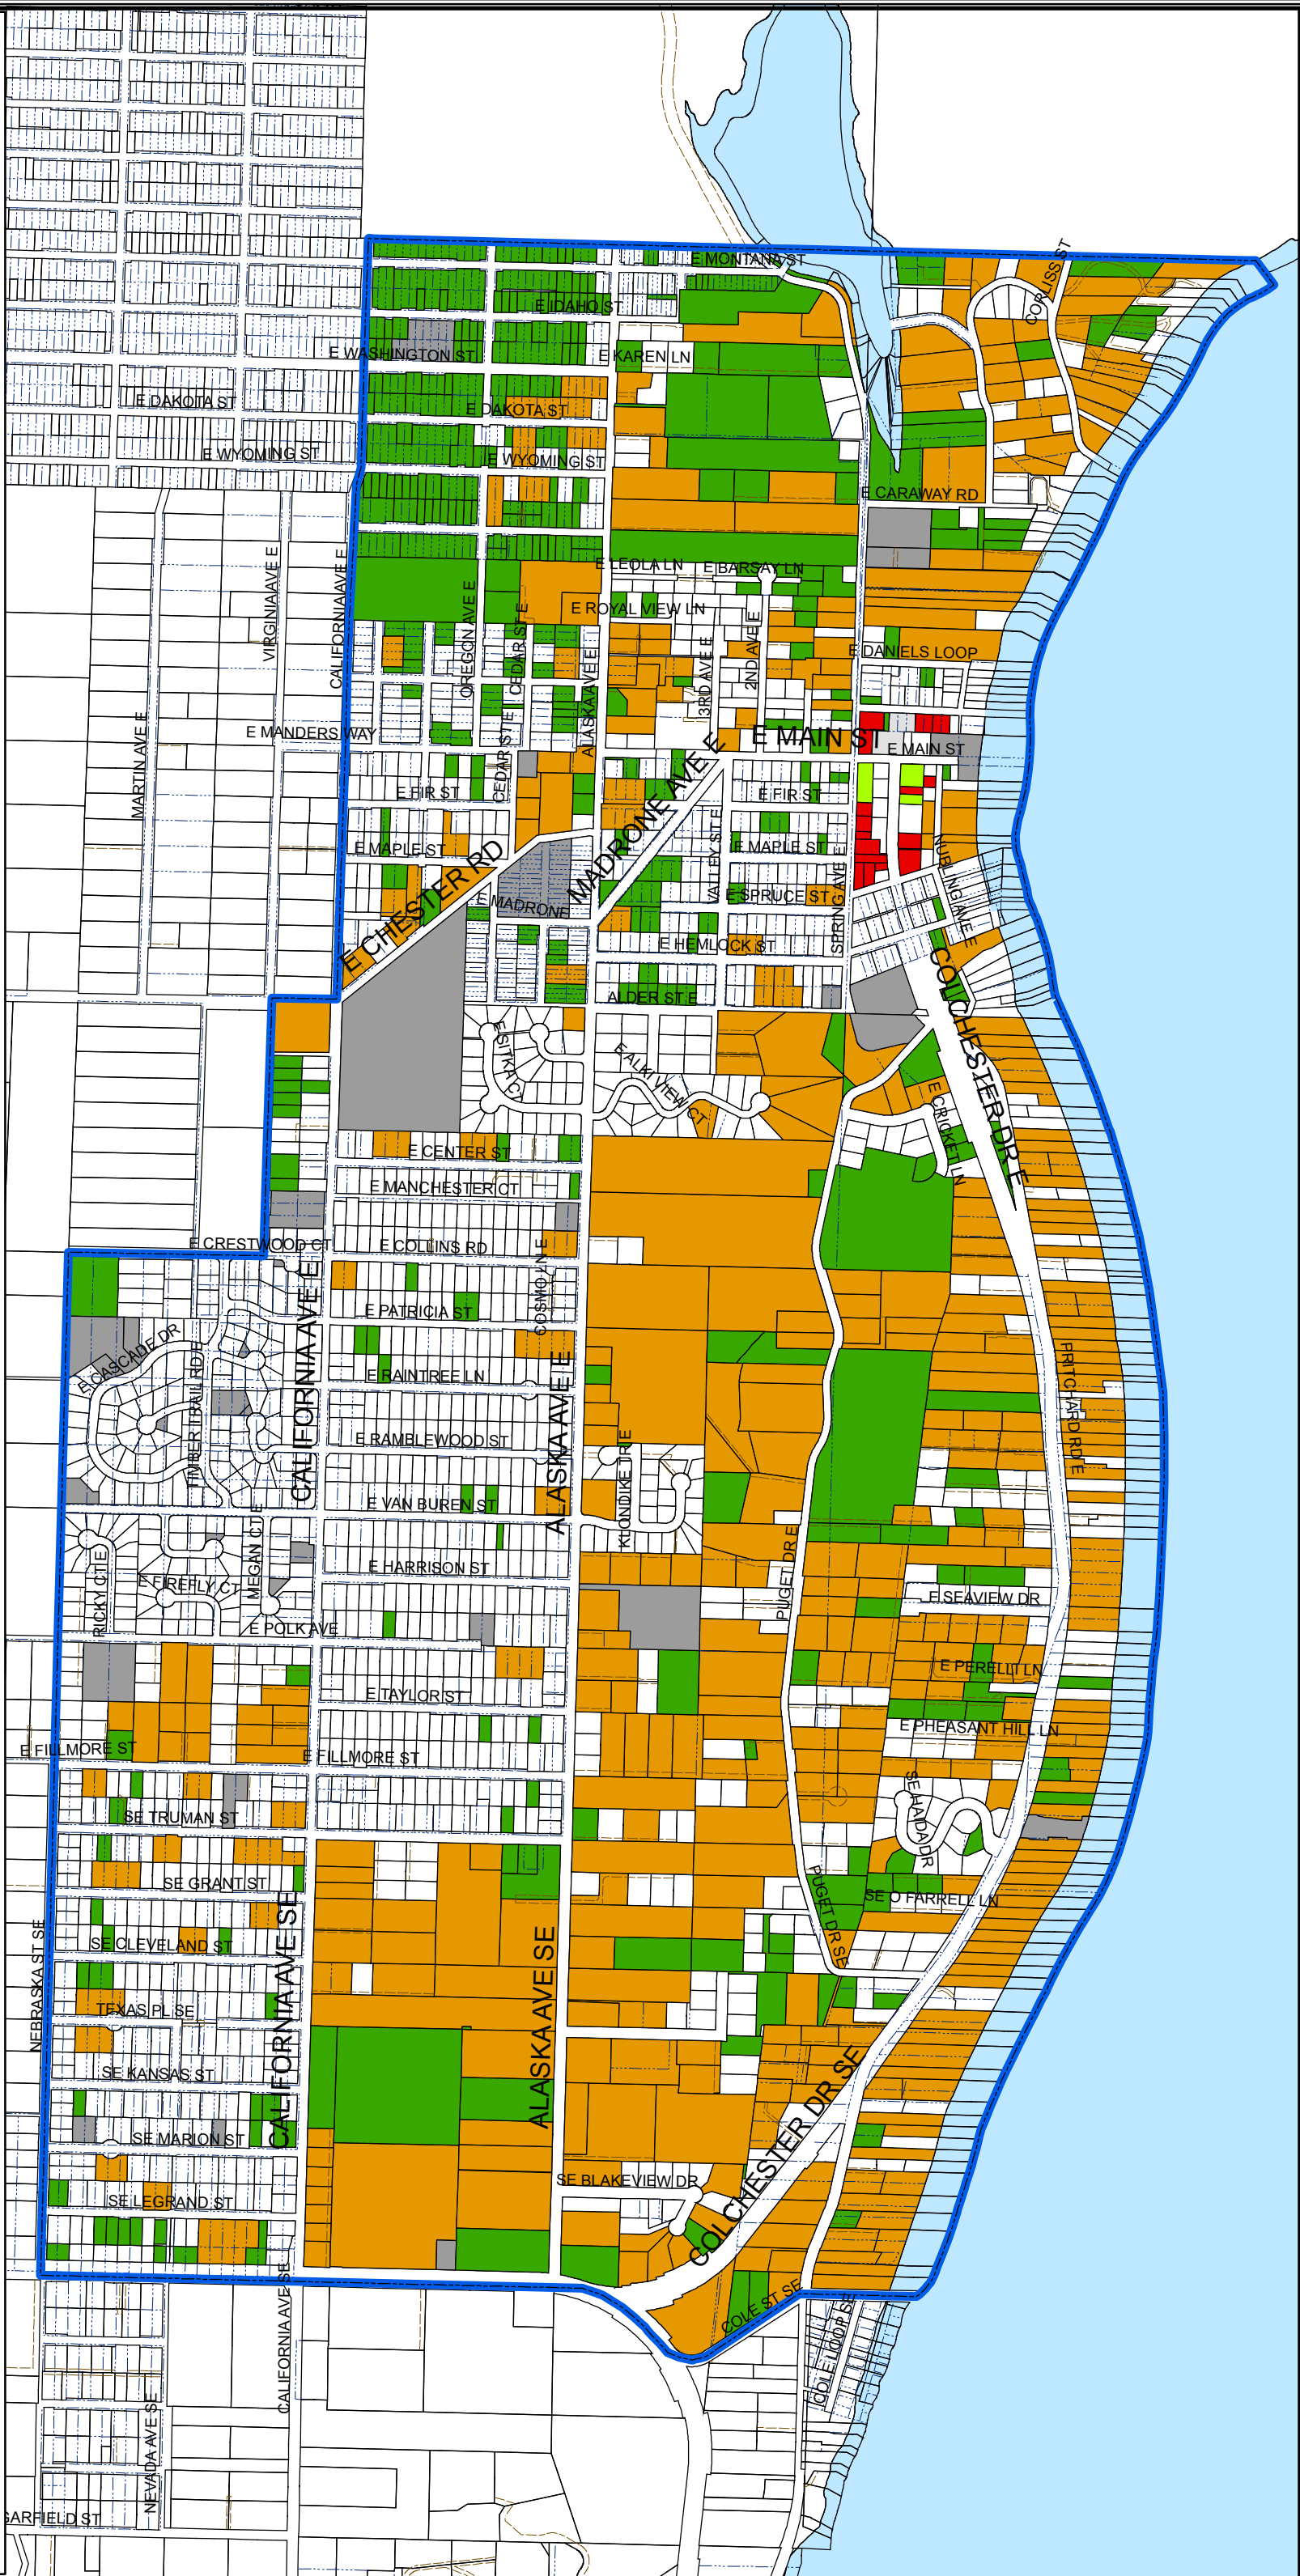 E MONTANA ST
CORLISS ST
E IDAHO ST
E WASHINGTON ST
E KAREN LN
E DAKOTA ST
E DAKOTA ST
E WYOMING ST
E WYOMING ST
E CARAWAY RD
VIRGINIA AVE E
CALIFORNIA AVE E
E LEOLA LN
E BARSAY LN
OREGON AVE E
CEDAR ST E
E ROYAL VIEW LN
2ND AVE E
3RD AVE E
ALASKA AVE E
E DANIELS LOOP
MARTIN AVE E
E MANDERS WAY
CEDAR ST E
E MAIN ST
E MAIN ST
E FIR ST
E FIR ST
MADRONE AVE E
E MAPLE ST
E MAPLE ST
VALLEY ST E
SPRING AVE E
NUBLING AVE E
E CHESTER RD
E MADRONE
E SPRUCE ST
E HEMLOCK ST
ALDER ST E
COLCHESTER DR E
E SITKA CT
E ALKI VIEW CT
E CRICKET LN
E CENTER ST
E MANCHESTER CT
E CRESTWOOD CT
E COLLINS RD
COSMO LN E
E PATRICIA ST
CALIFORNIA AVE E
E CASCADE DR
TIMBER TRAIL RD E
E RAINTREE LN
ALASKA AVE E
PRITCHARD RD E
E RAMBLEWOOD ST
KLONDIKE TR E
E VAN BUREN ST
MEGAN CT E
RICKY CT E
E FIREFLY CT
E HARRISON ST
PUGET DR E
E SEAVIEW DR
E POLK AVE
E PERELLI LN
E TAYLOR ST
E PHEASANT HILL LN
E FILLMORE ST
E FILLMORE ST
SE TRUMAN ST
SE HAIDA DR
SE GRANT ST
SE O FARRELL LN
PUGET DR SE
NEBRASKA ST SE
SE CLEVELAND ST
CALIFORNIA AVE SE
ALASKA AVE SE
TEXAS PL SE
SE KANSAS ST
SE MARION ST
COLCHESTER DR SE
SE BLAKEVIEW DR
SE LEGRAND ST
CALIFORNIA AVE SE
COLE ST SE
COLE LOOP SE
NEVADA AVE SE
GARFIELD ST